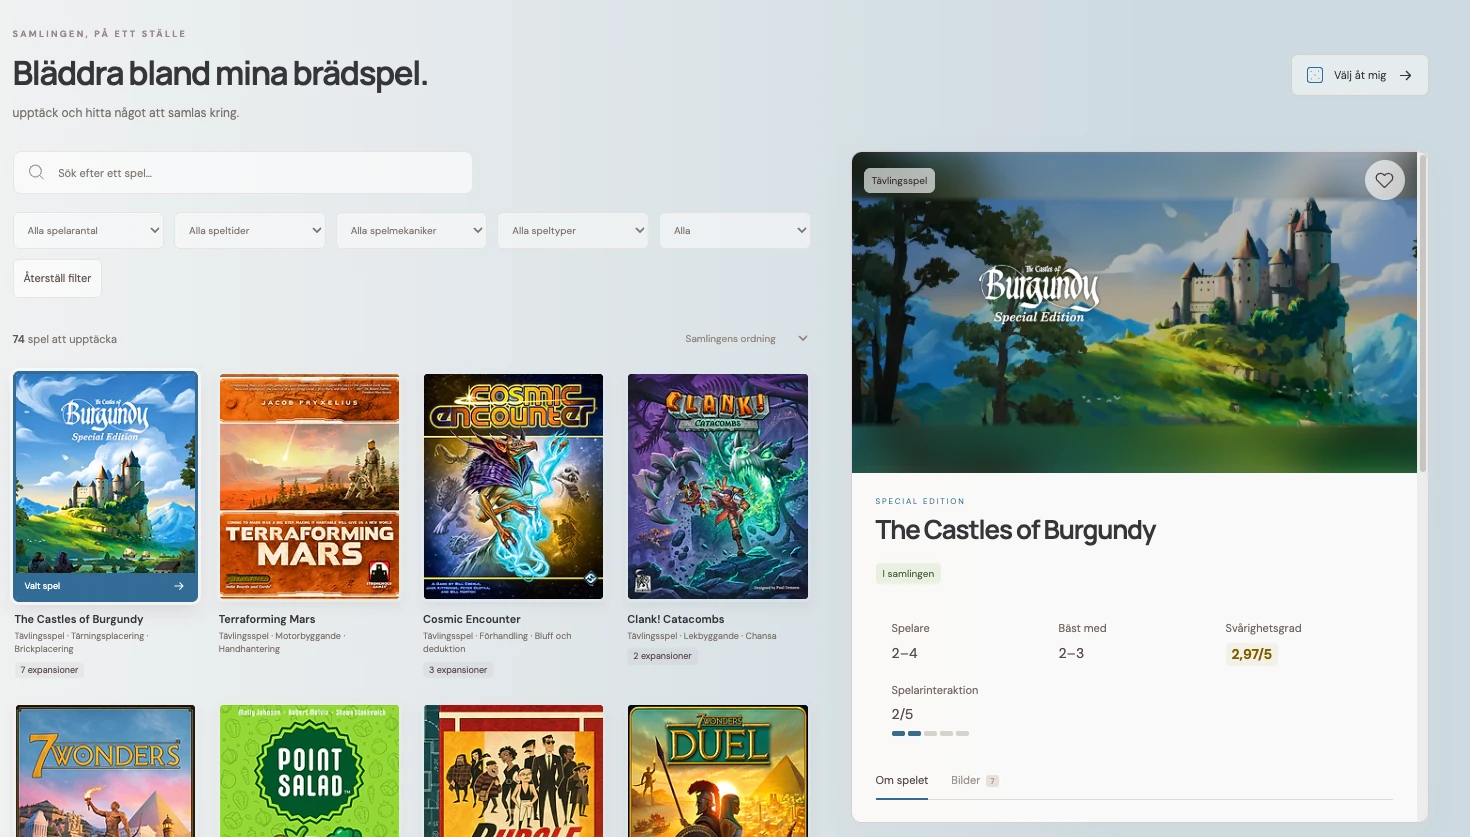 SAMLINGEN, PÅ ETT STÄLLE
Bläddra bland mina brädspel.
upptäck och hitta något att samlas kring.
Välj åt mig
Sök efter ett spel...
Alla spelarantal
Alla speltider
Alla spelmekaniker
Alla speltyper
Alla
Återställ filter
74 spel att upptäcka
Samlingens ordning
The Castles of
Burgundy
Special Edition
Valt spel
The Castles of Burgundy
Tävlingsspel · Tärningsplacering ·
Brickplacering
7 expansioner
JACOB FRYXELIUS
TERRAFORMING
MARS
Terraforming Mars
Tävlingsspel · Motorbyggande ·
Handhantering
COSMIC
ENCOUNTER
Cosmic Encounter
Tävlingsspel · Förhandling · Bluff och
deduktion
3 expansioner
CLANK!
CATACOMBS
Clank! Catacombs
Tävlingsspel · Lekbyggande · Chansa
2 expansioner
7 WONDERS
Molly Johnson • Robert Melvin • Shawn Stankewich
POINT
SALAD
7 WONDERS
DUEL
Tävlingsspel
The Castles of
Burgundy
Special Edition
SPECIAL EDITION
The Castles of Burgundy
I samlingen
Spelare
2–4
Bäst med
2–3
Svårighetsgrad
2,97/5
Spelarinteraktion
2/5
Om spelet
Bilder 7